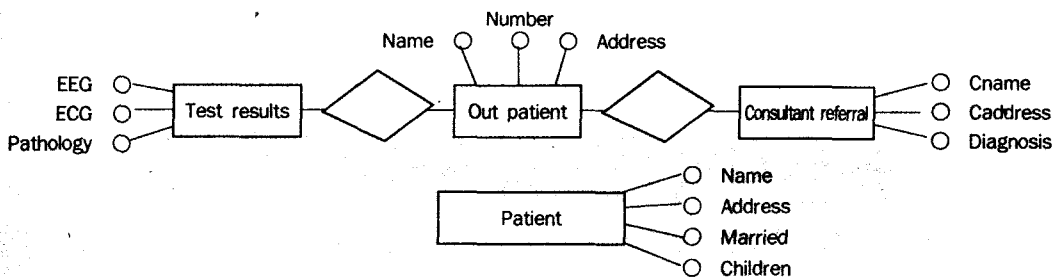 Number
Name
Address
EEG
ECG
Pathology
Test results
Out patient
Consultant referral
Cname
Caddress
Diagnosis
Patient
Name
Address
Married
Children